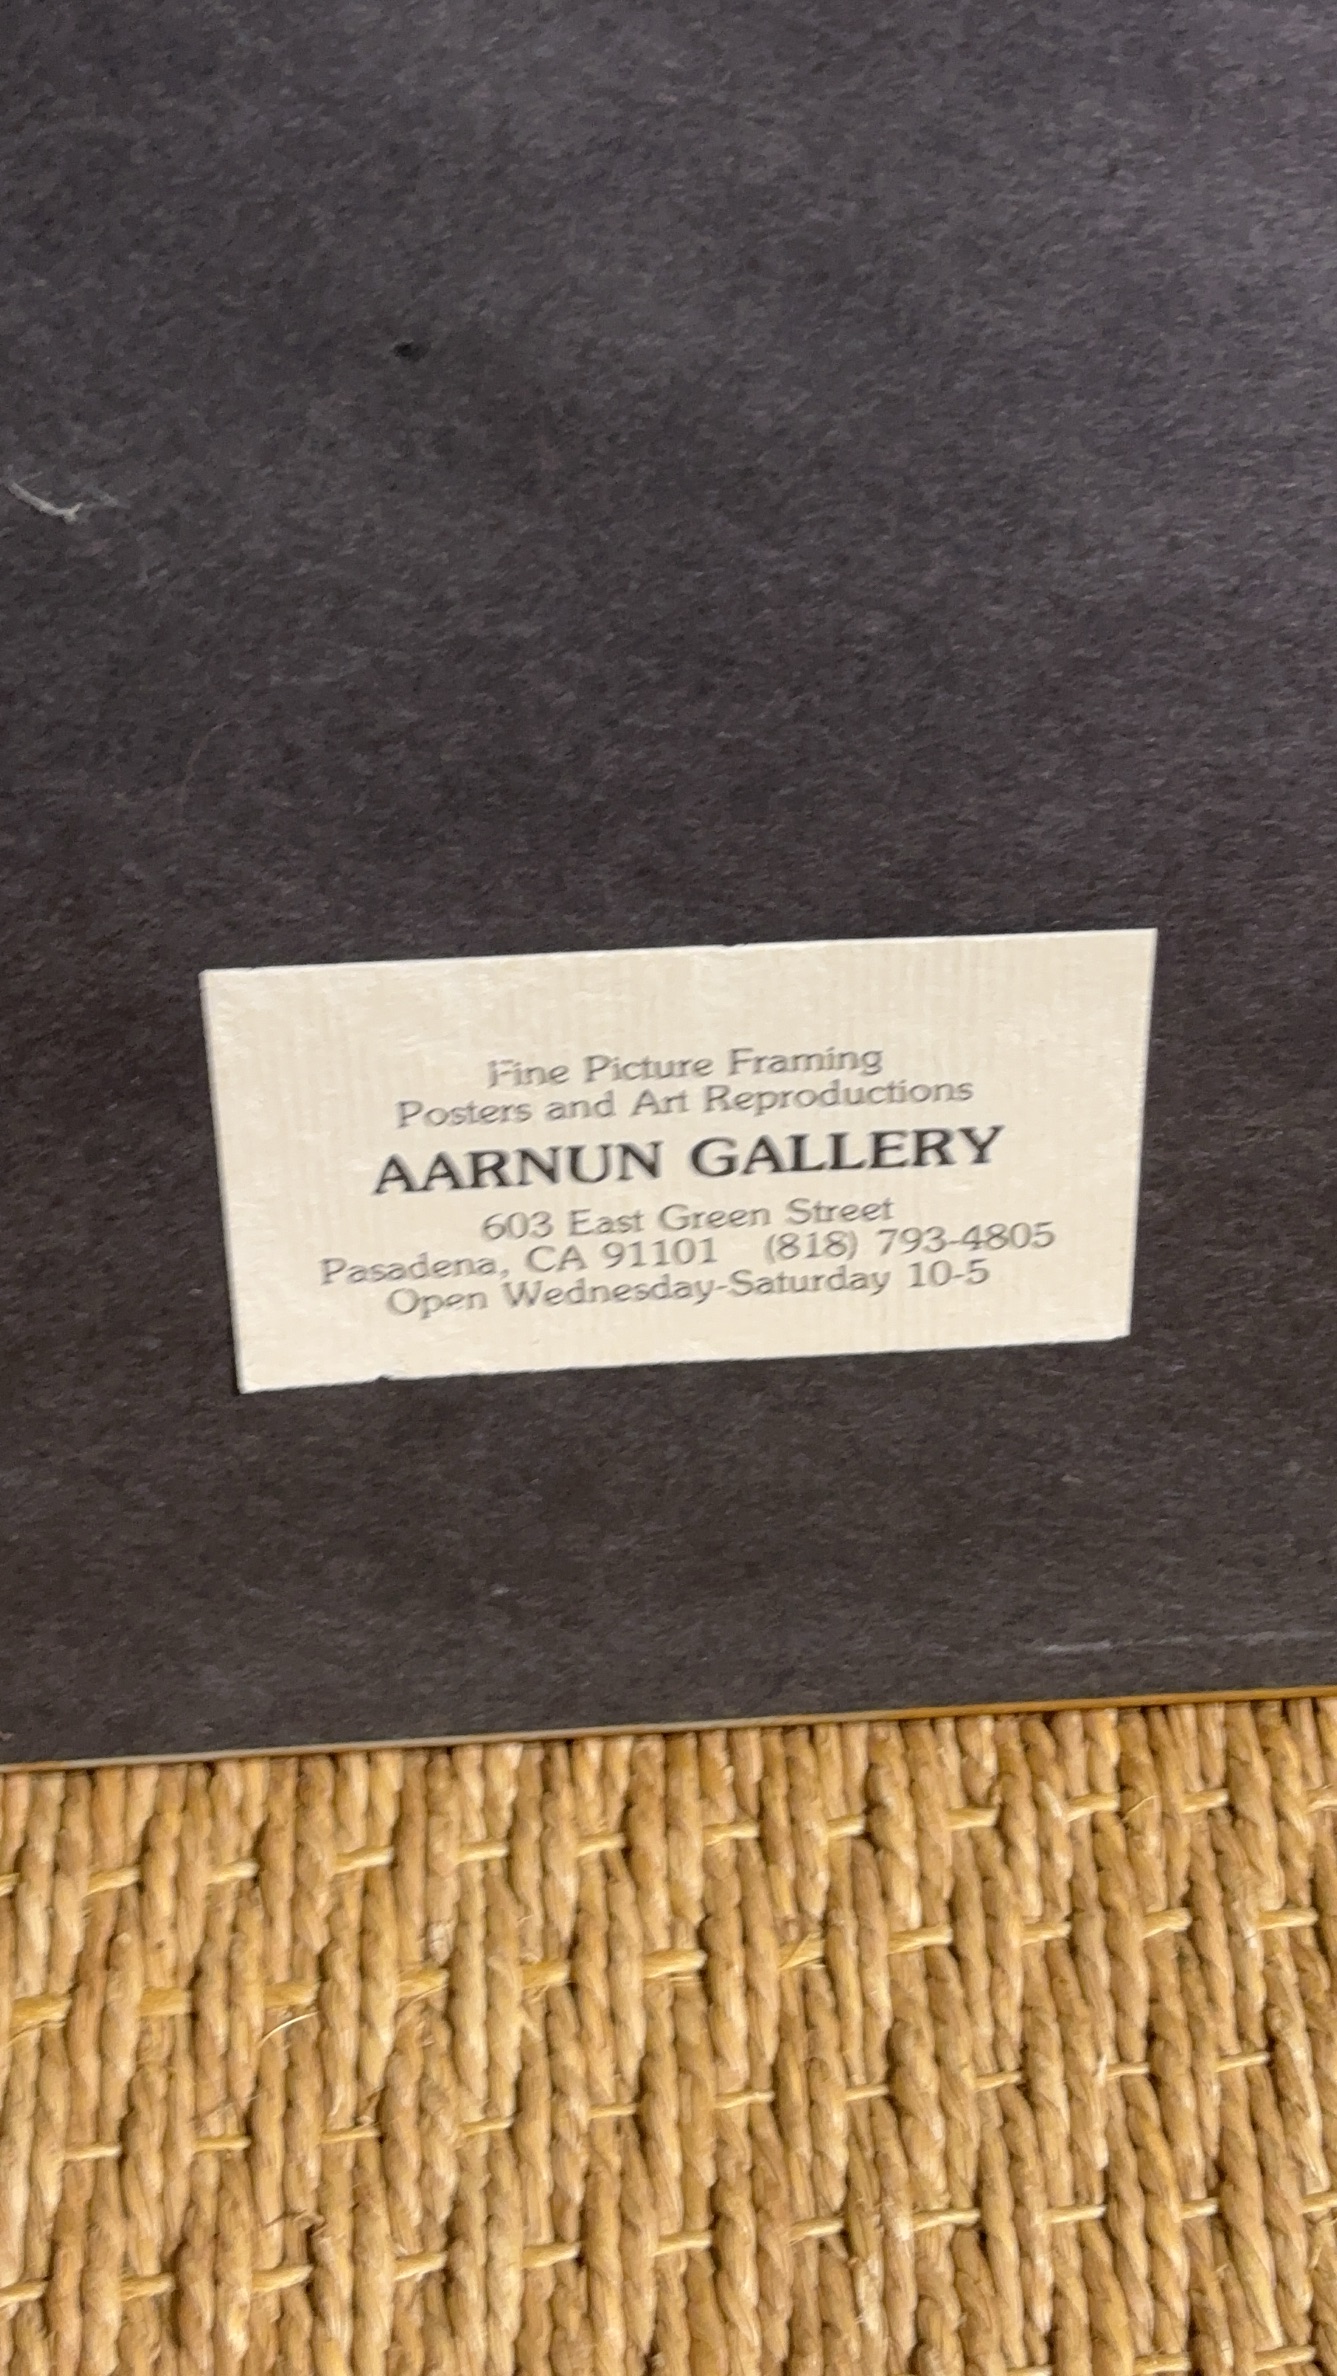 Fine Picture Framing
Posters and Art Reproductions
AARNUN GALLERY
603 East Green Street
Pasadena, CA 91101 (818) 793-4805
Open Wednesday-Saturday 10-5